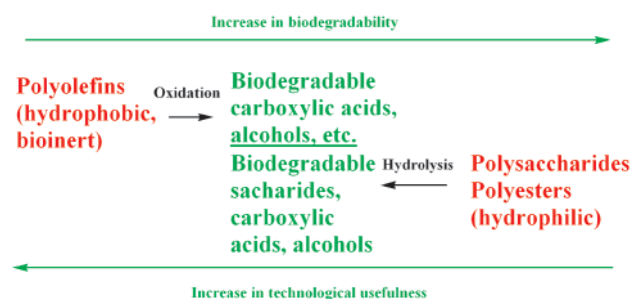 Increase in biodegradability
Polyolefins
(hydrophobic,
bioinert)
Oxidation
Biodegradable
carboxylic acids,
alcohols, etc.
Biodegradable
sacharides,
carboxylic
acids, alcohols
Hydrolysis
Polysaccharides
Polyesters
(hydrophilic)
Increase in technological usefulness